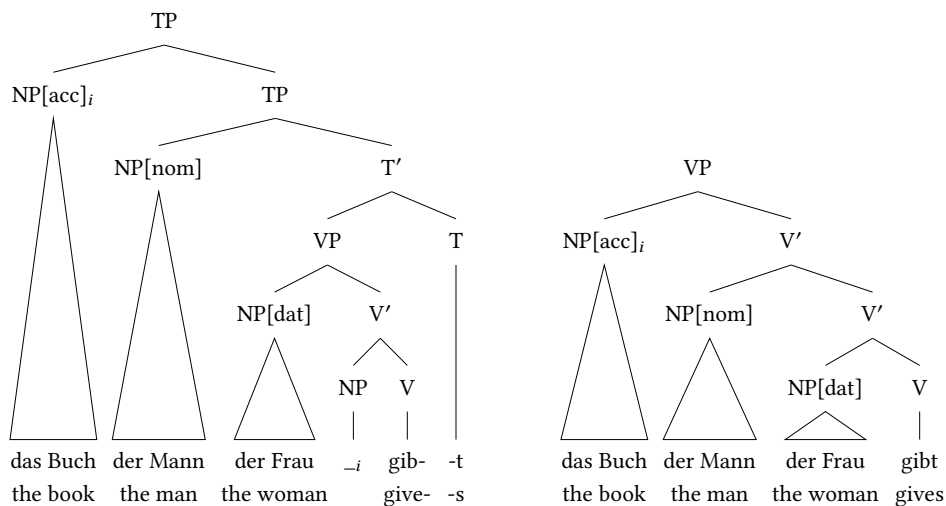 TP
NP[acc]i TP
NP[nom] T′ VP
VP T NP[acc]i V′
NP[dat] V′ NP[nom] V′
NP V NP[dat] V
das Buch der Mann der Frau _i gib- -t das Buch der Mann der Frau gibt
the book the man the woman give- -s the book the man the woman gives